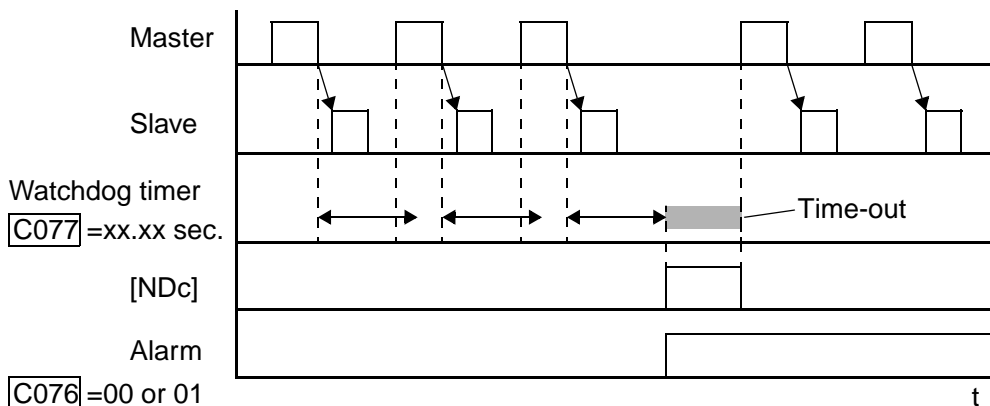 Master
Slave
Watchdog timer
C077 =xx.xx sec.
Time-out
[NDc]
Alarm
C076 =00 or 01
t